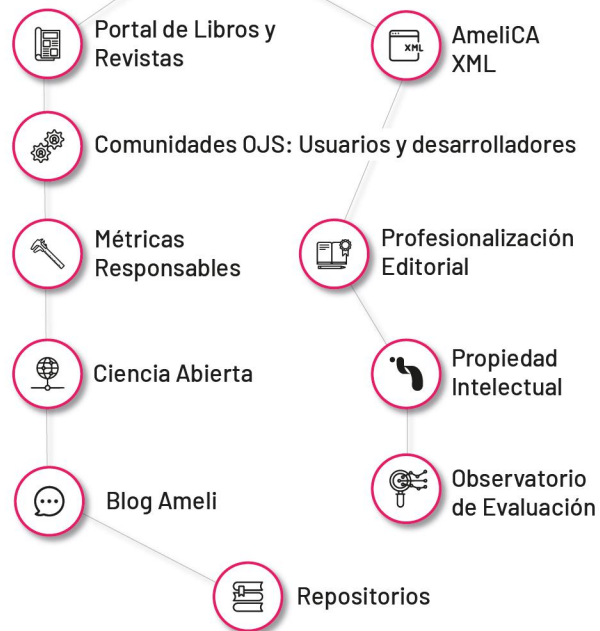 Portal de Libros y
Revistas
AmeliCA
XML
XML
Comunidades OJS: Usuarios y desarrolladores
Métricas
Responsables
Profesionalización
Editorial
Ciencia Abierta
Propiedad
Intelectual
Blog Ameli
Observatorio
de Evaluación
Repositorios